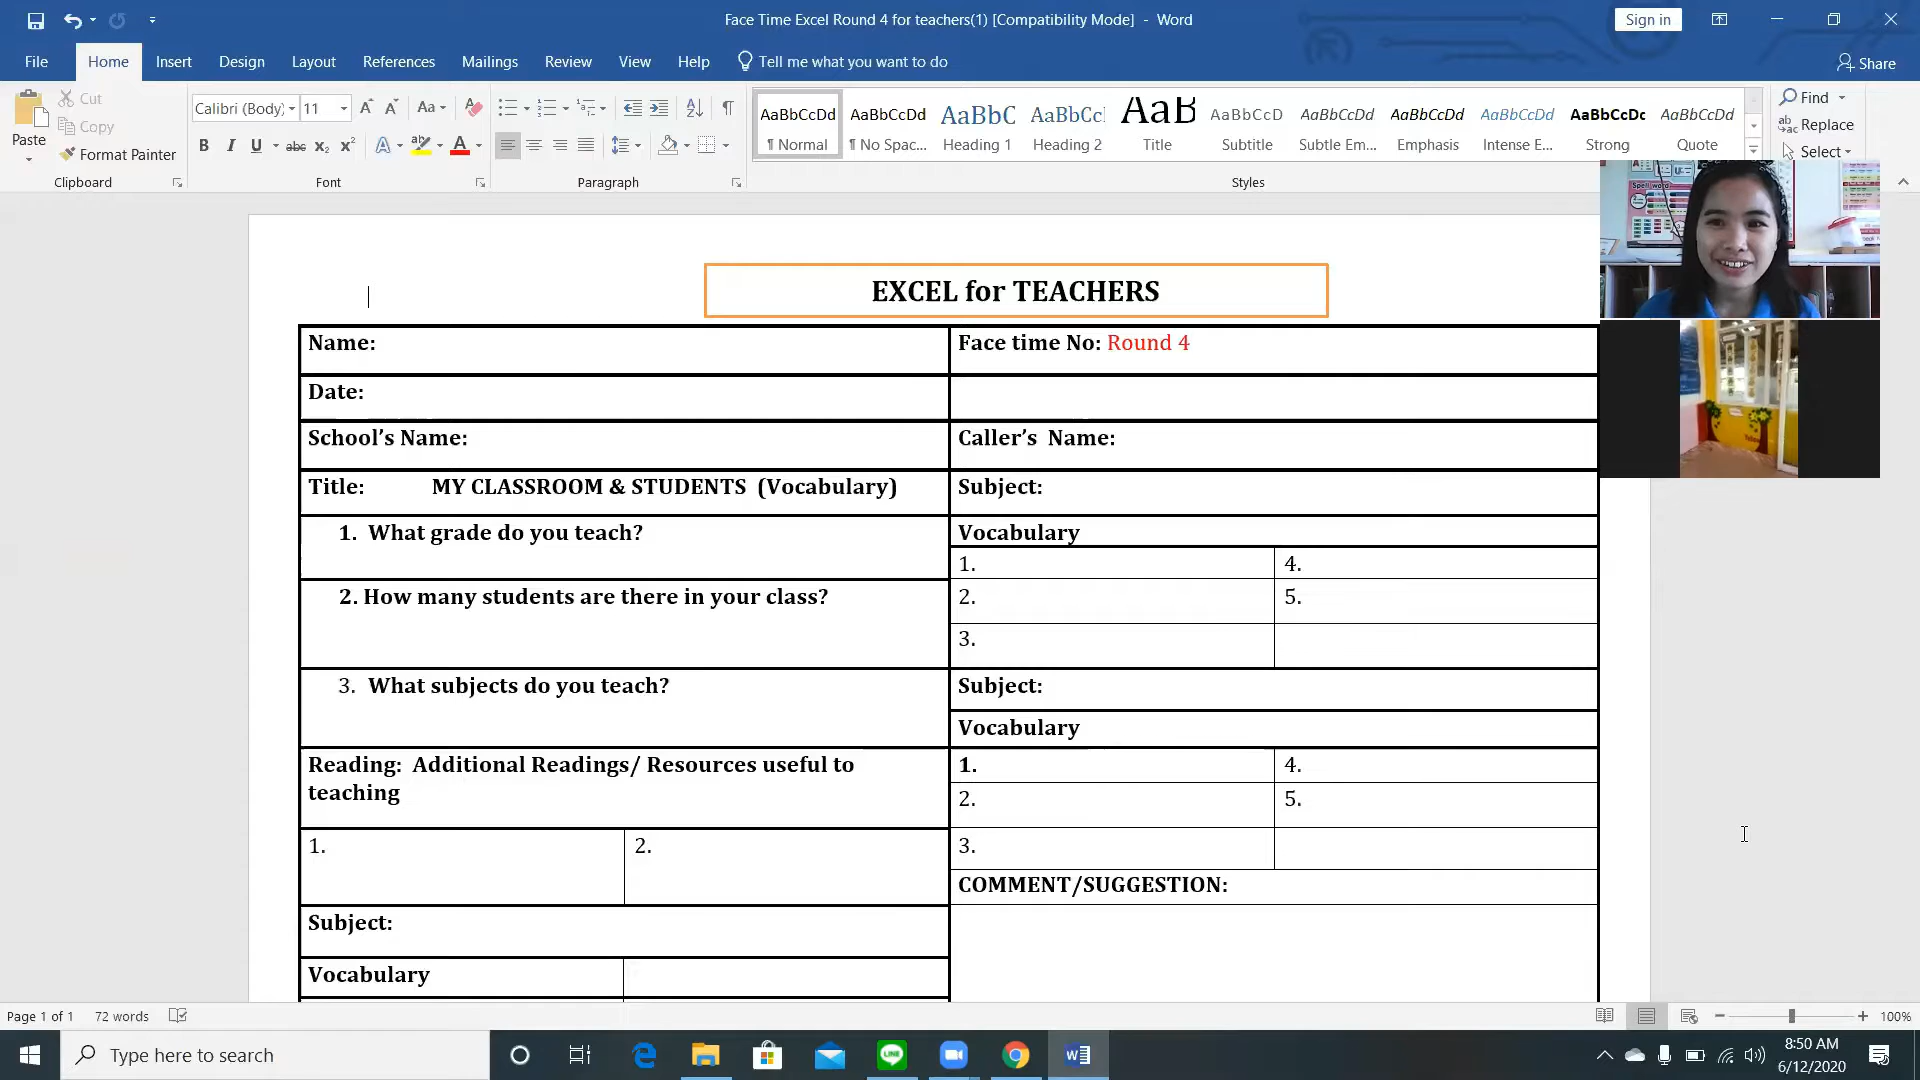 Face Time Excel Round 4 for teachers(1) [Compatibility Mode] - Word
Sign in
File Home Insert Design Layout References Mailings Review View Help Tell me what you want to do Share
Paste
Cut
Copy
Format Painter
Clipboard
Calibri (Body) 11
Aa
B I U abc x₂ x²
A A
Font
Paragraph
AaBbCcDd AaBbCcDd AaBbC AaBbCc AaB AaBbCcD AaBbCcDd AaBbCcDd AaBbCcDd AaBbCcDc AaBbCcDd
¶ Normal ¶ No Spac... Heading 1 Heading 2 Title Subtitle Subtle Em... Emphasis Intense E... Strong Quote
Styles
Find
Replace
Select
Spell word
EXCEL for TEACHERS
Name:
Face time No: Round 4
Date:
School's Name:
Caller's Name:
Title: MY CLASSROOM & STUDENTS (Vocabulary)
Subject:
1. What grade do you teach?
Vocabulary
1. 4.
2. How many students are there in your class?
2. 5.
3.
3. What subjects do you teach?
Subject:
Vocabulary
Reading: Additional Readings/ Resources useful to
teaching
1. 4.
2. 5.
1. 2.
3.
COMMENT/SUGGESTION:
Subject:
Vocabulary
Page 1 of 1 72 words
100%
Type here to search
8:50 AM
6/12/2020